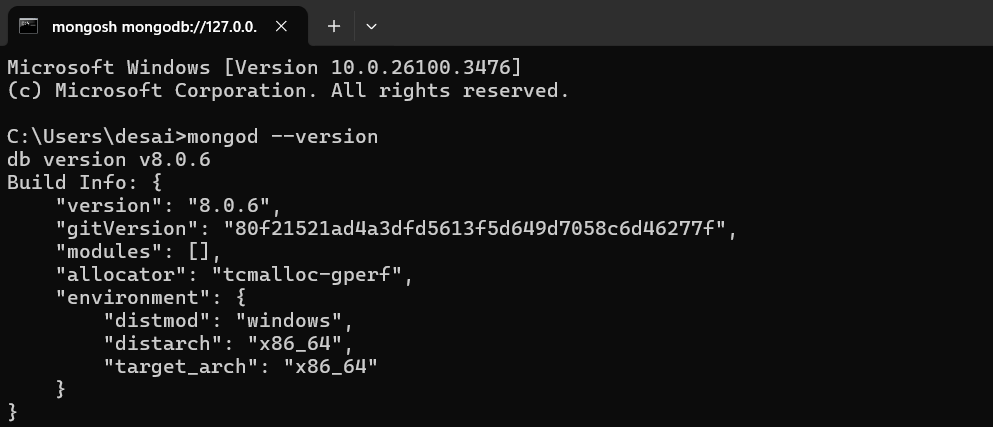 mongosh mongodb://127.0.0.
Microsoft Windows [Version 10.0.26100.3476]
(c) Microsoft Corporation. All rights reserved.
C:\Users\desai>mongod --version
db version v8.0.6
Build Info: {
    "version": "8.0.6",
    "gitVersion": "80f21521ad4a3dfd5613f5d649d7058c6d46277f",
    "modules": [],
    "allocator": "tcmalloc-gperf",
    "environment": {
        "distmod": "windows",
        "distarch": "x86_64",
        "target_arch": "x86_64"
    }
}